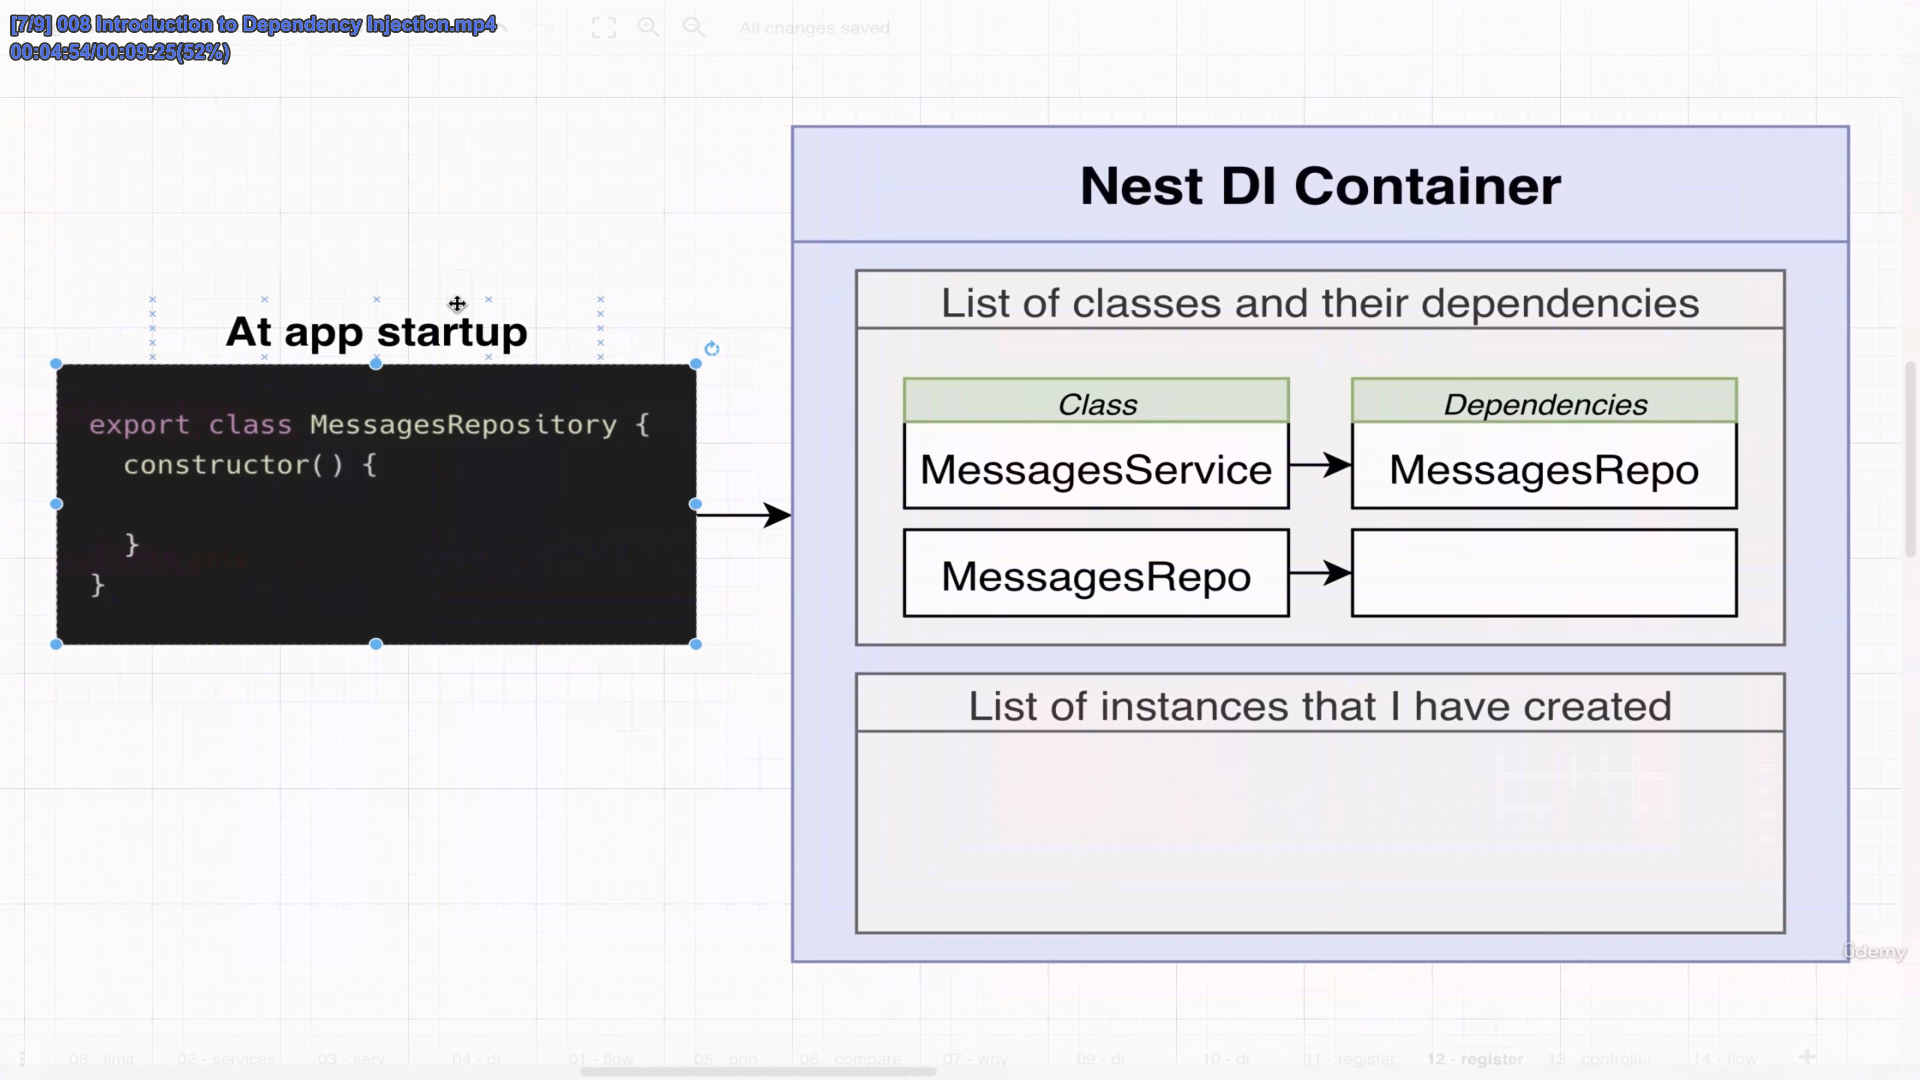 [7/9] 008 Introduction to Dependency Injection.mp4
00:04:54/00:09:25(52%)
All changes saved
Nest DI Container
List of classes and their dependencies
At app startup
Class
Dependencies
export class MessagesRepository {
constructor() {
}
}
MessagesService
MessagesRepo
MessagesRepo
List of instances that I have created
ûdemy
08 - limit
02 - services
03 - serv
04 - di
01 - flow
05 - prin
06 - compare
07 - why
09 - di
10 - di
11 - register
12 - register
13 - controller
14 - flow